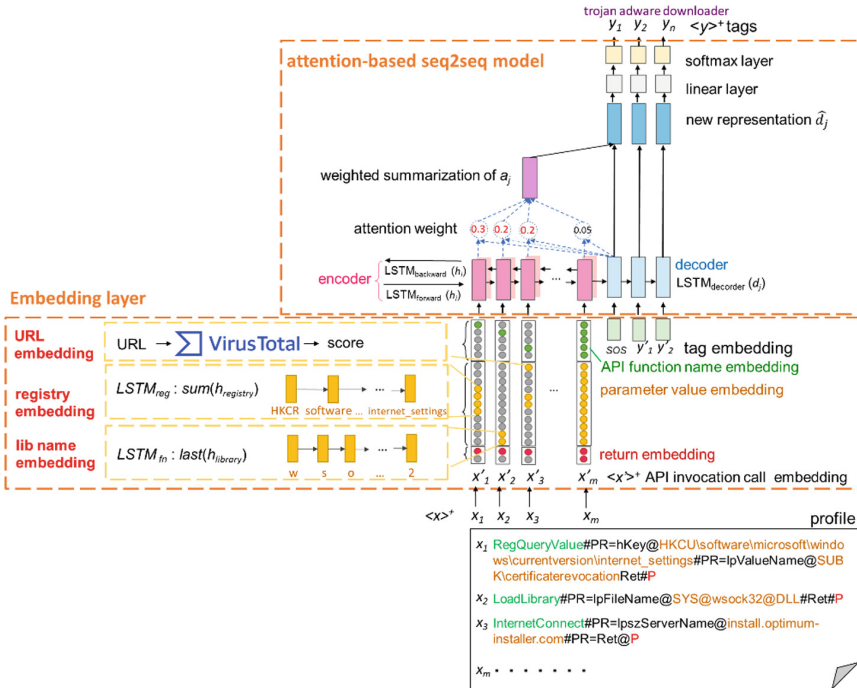 trojan adware downloader
y1 y2 yn <y>+ tags
attention-based seq2seq model
softmax layer
linear layer
new representation d̂j
weighted summarization of aj
attention weight
0.3 0.2 0.2 0.05
encoder
LSTMbackward (hi)
LSTMforward (hi)
...
decoder
LSTMdecorder (dj)
Embedding layer
URL embedding
URL
VirusTotal
score
SOS y'1 y'2
tag embedding
API function name embedding
registry embedding
LSTMreg : sum(hregistry)
...
HKCR software ... internet_settings
parameter value embedding
...
lib name embedding
LSTMfn : last(hlibrary)
...
w s o ... 2
return embedding
x'1 x'2 x'3 x'm
<x'>+ API invocation call embedding
<x>+ x1 x2 x3 xm
profile
x1 RegQueryValue#PR=hKey@HKCU\software\microsoft\windo
ws\currentversion\internet_settings#PR=lpValueName@SUB
K\certificaterevocationRet#P
x2 LoadLibrary#PR=lpFileName@SYS@wsock32@DLL#Ret#P
x3 InternetConnect#PR=lpszServerName@install.optimum-
installer.com#PR=Ret@P
xm . . . . . . .